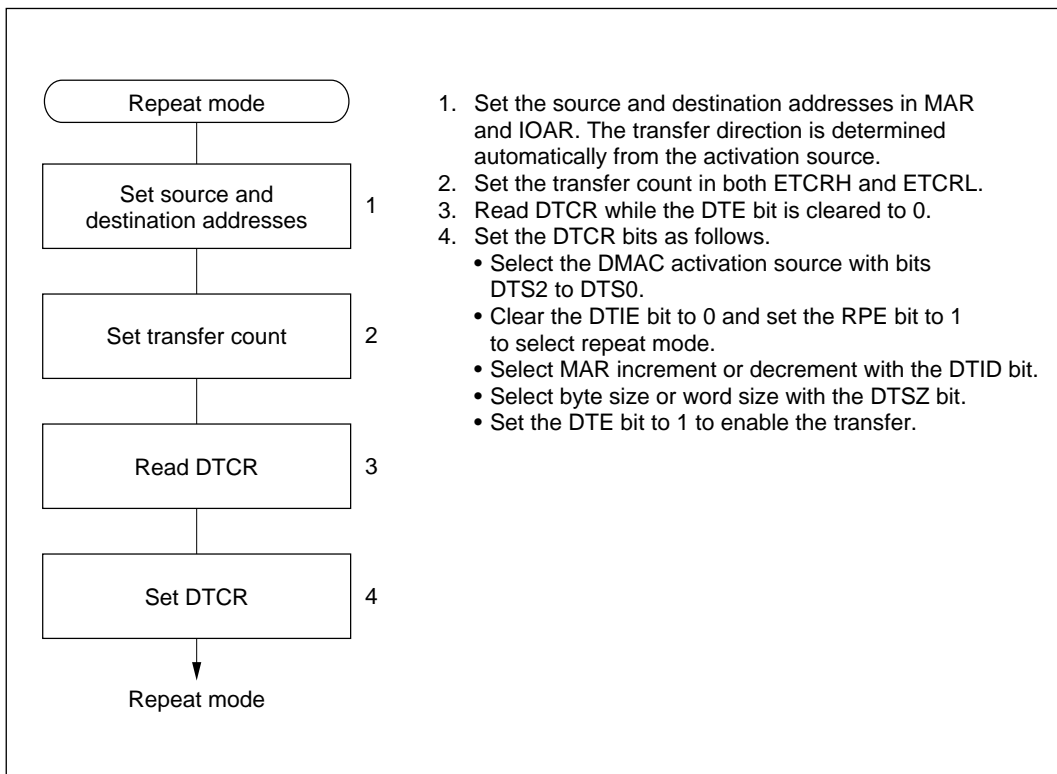 Repeat mode
Set source and
destination addresses
1
Set transfer count
2
Read DTCR
3
Set DTCR
4
Repeat mode
1. Set the source and destination addresses in MAR
and IOAR. The transfer direction is determined
automatically from the activation source.
2. Set the transfer count in both ETCRH and ETCRL.
3. Read DTCR while the DTE bit is cleared to 0.
4. Set the DTCR bits as follows.
• Select the DMAC activation source with bits
DTS2 to DTS0.
• Clear the DTIE bit to 0 and set the RPE bit to 1
to select repeat mode.
• Select MAR increment or decrement with the DTID bit.
• Select byte size or word size with the DTSZ bit.
• Set the DTE bit to 1 to enable the transfer.